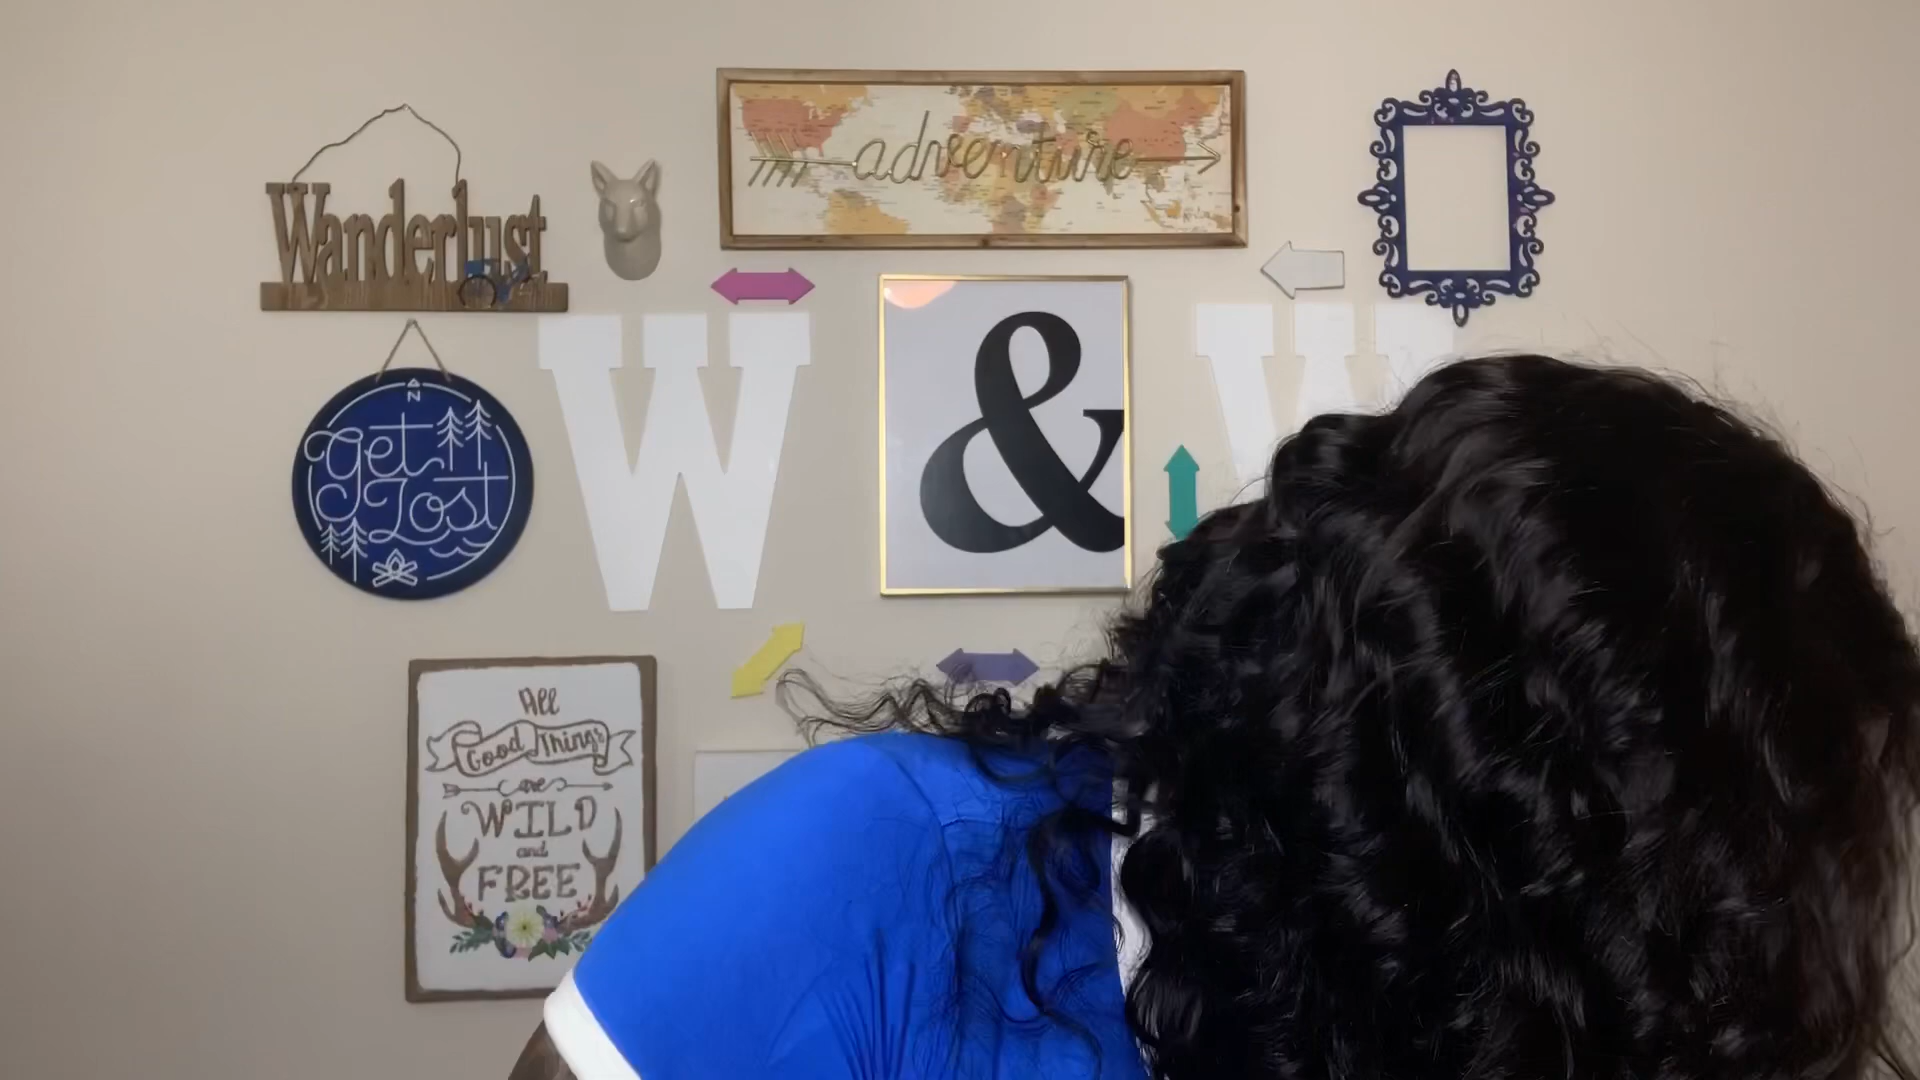 adventure
Wanderlust
W & W
N
get
Lost
All
Good Things
are
WILD
and
FREE